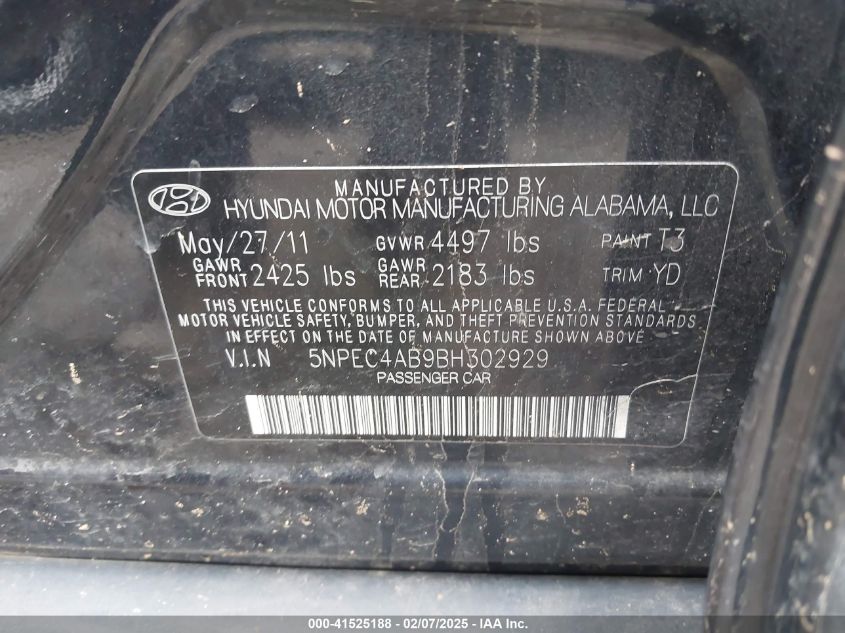 MANUFACTURED BY
HYUNDAI MOTOR MANUFACTURING ALABAMA, LLC
May/27/11 GVWR 4497 lbs PAINT T3
GAWR FRONT 2425 lbs GAWR REAR 2183 lbs TRIM YD
THIS VEHICLE CONFORMS TO ALL APPLICABLE U.S.A. FEDERAL
MOTOR VEHICLE SAFETY, BUMPER, AND THEFT PREVENTION STANDARDS
IN EFFECT ON THE DATE OF MANUFACTURE SHOWN ABOVE
V.I.N 5NPEC4AB9BH302929
PASSENGER CAR
000-41525188 - 02/07/2025 - IAA Inc.